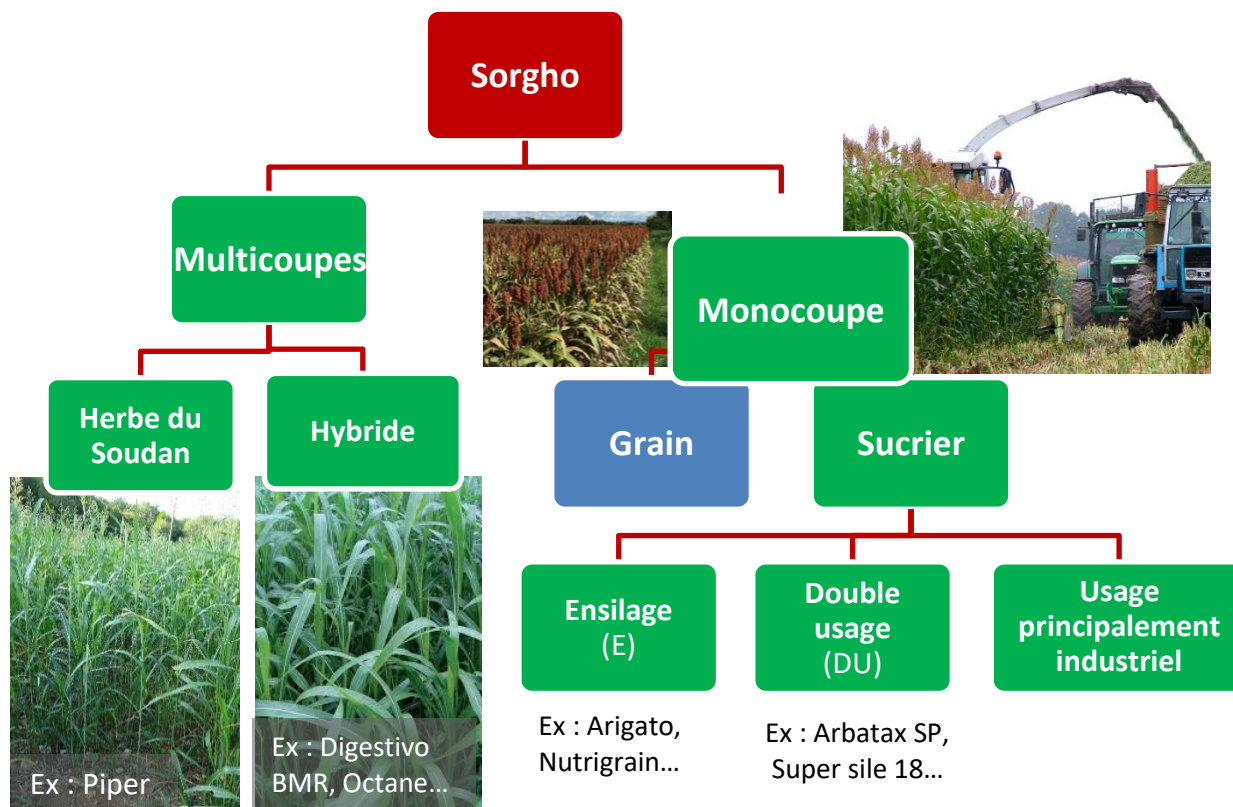 Sorgho
Multicoupes
Monocoupe
Herbe du
Soudan
Hybride
Grain
Sucrier
Ensilage
(E)
Double
usage
(DU)
Usage
principalement
industriel
Ex : Piper
Ex : Digestivo
BMR, Octane…
Ex : Arigato,
Nutrigrain…
Ex : Arbatax SP,
Super sile 18…